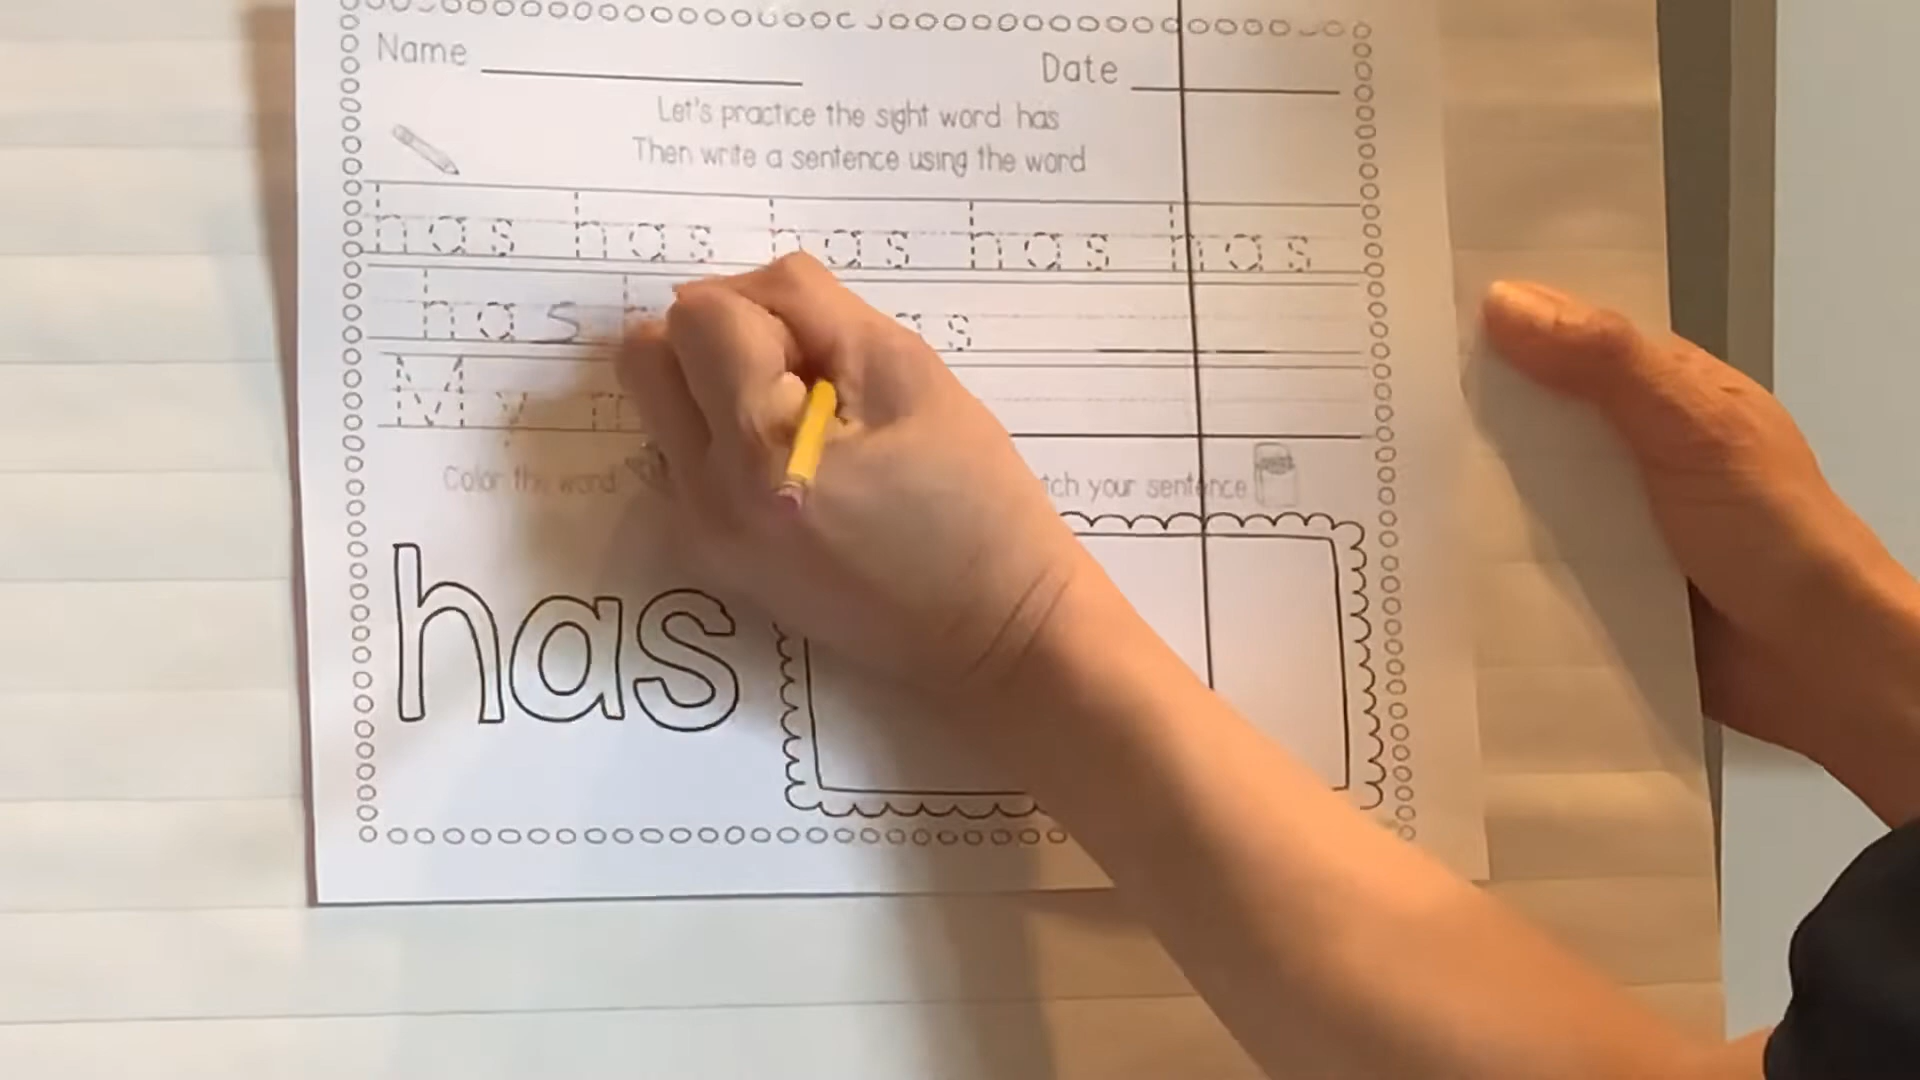 Name Date
Let's practice the sight word has
Then write a sentence using the word
has has has has has
has
My
Color the word
your sentence
has